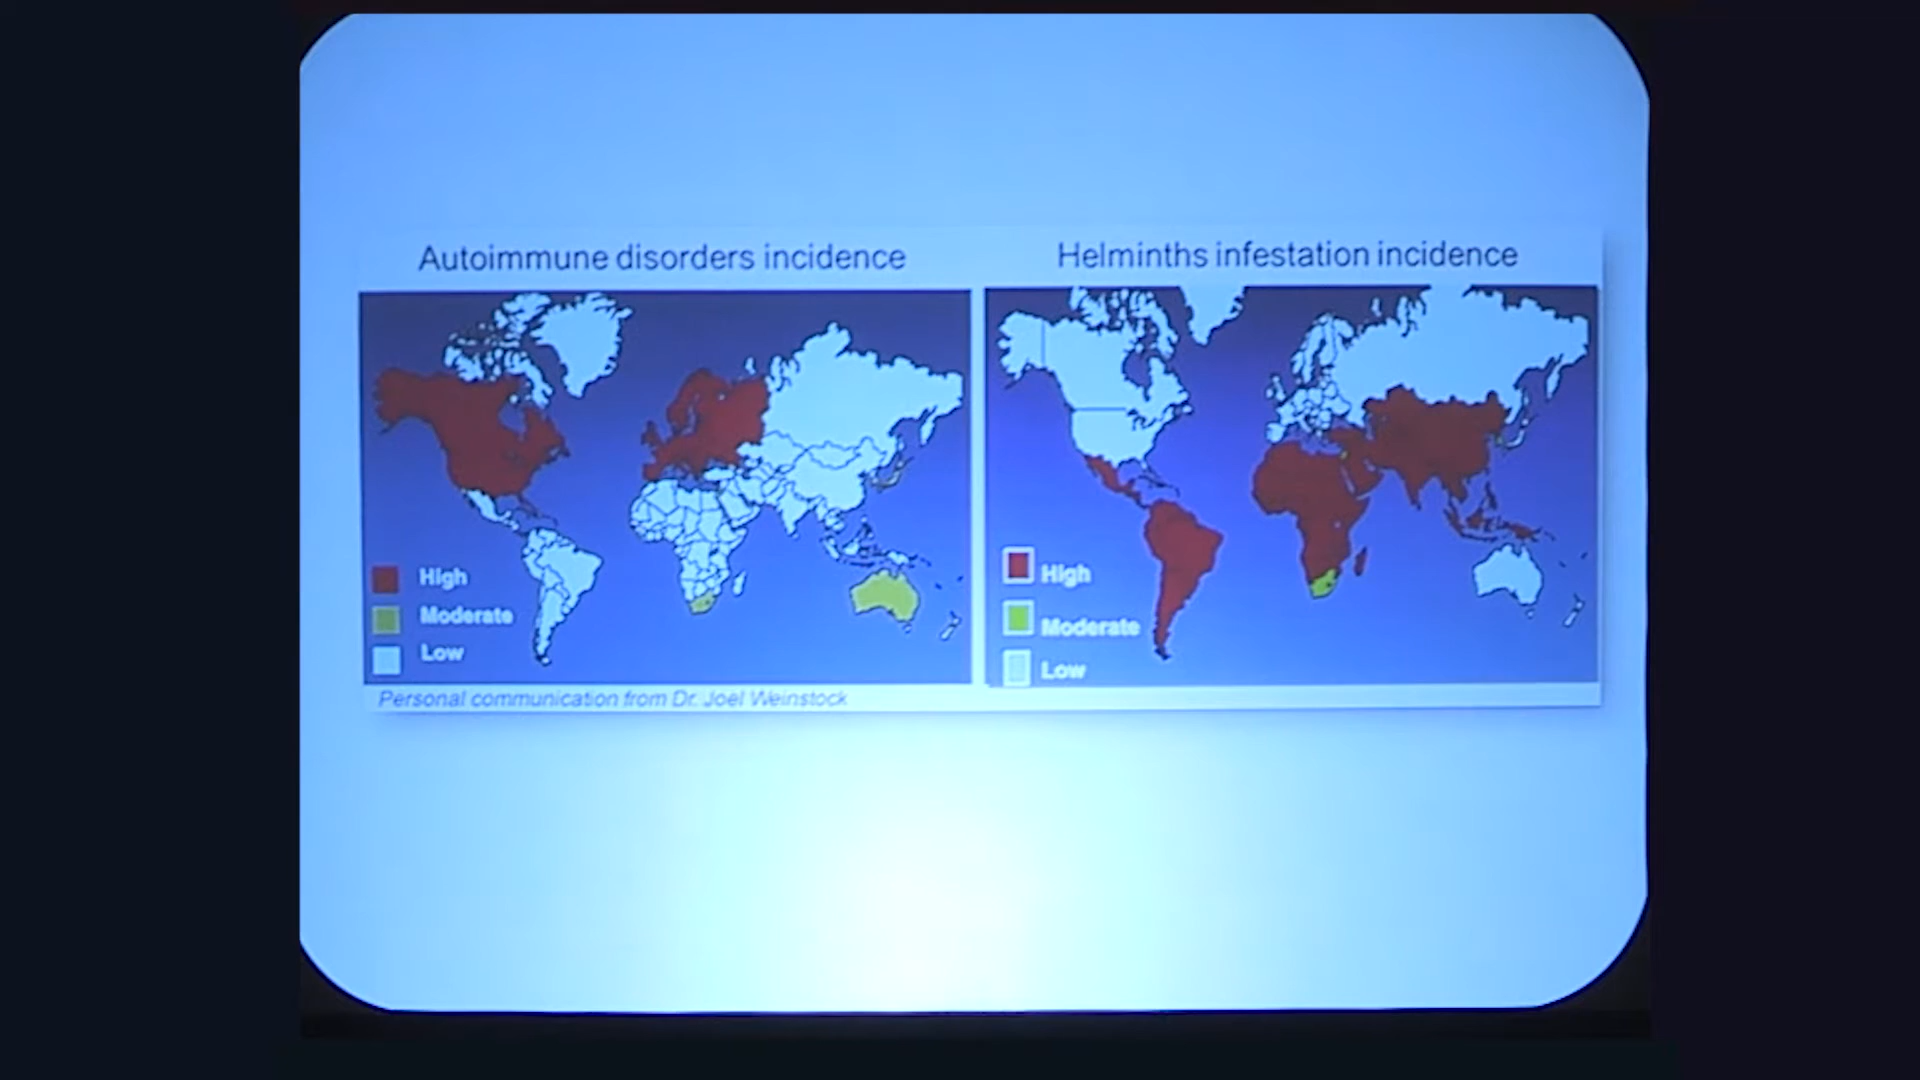 Autoimmune disorders incidence
High
Moderate
Low
Personal communication from Dr. Joel Weinstock
Helminths infestation incidence
High
Moderate
Low